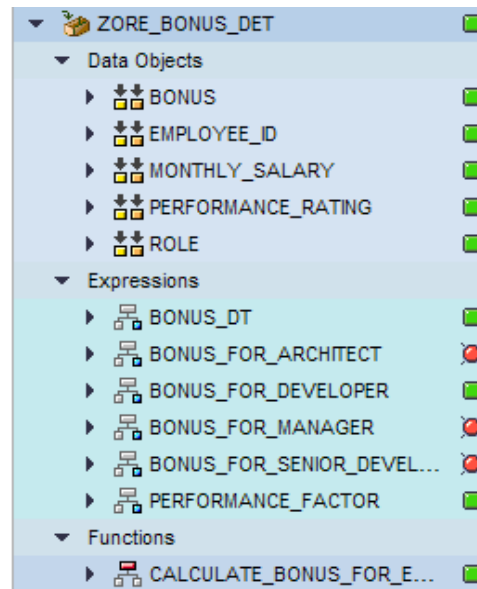 ZORE_BONUS_DET
Data Objects
BONUS
EMPLOYEE_ID
MONTHLY_SALARY
PERFORMANCE_RATING
ROLE
Expressions
BONUS_DT
BONUS_FOR_ARCHITECT
BONUS_FOR_DEVELOPER
BONUS_FOR_MANAGER
BONUS_FOR_SENIOR_DEVEL...
PERFORMANCE_FACTOR
Functions
CALCULATE_BONUS_FOR_E...